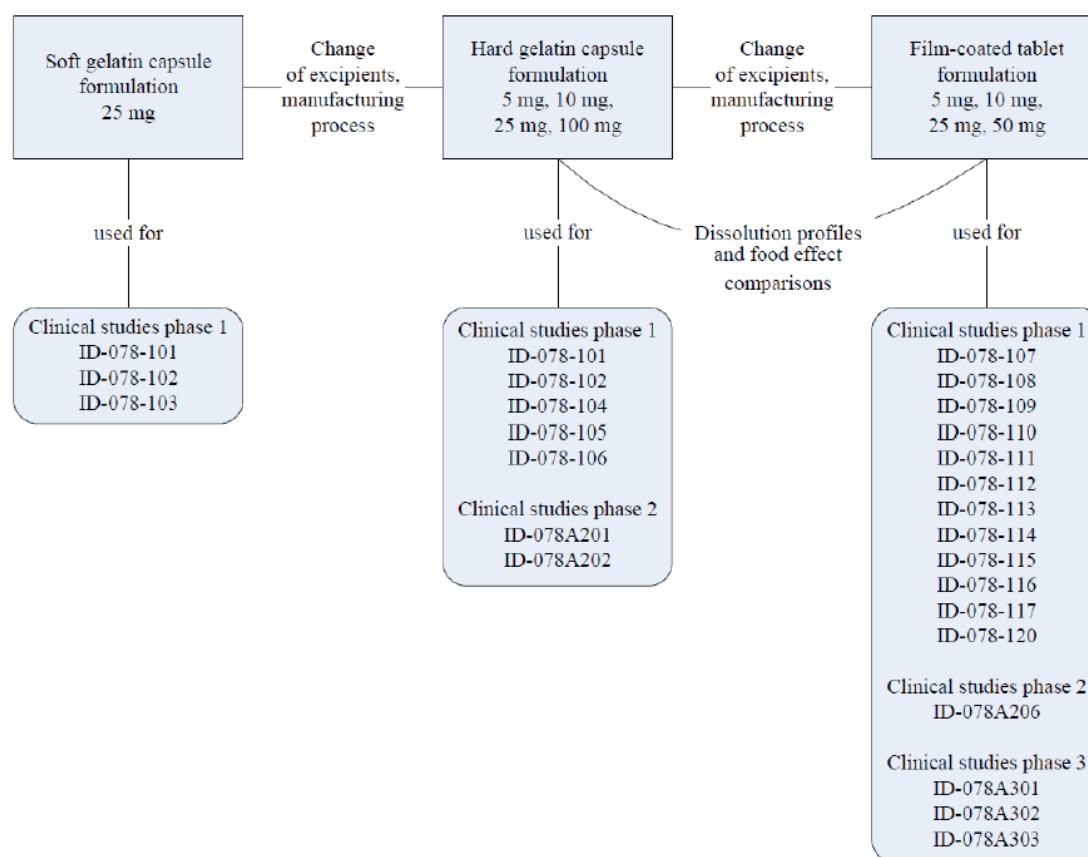 Soft gelatin capsule
formulation
25 mg
Change
of excipients,
manufacturing
process
Hard gelatin capsule
formulation
5 mg, 10 mg,
25 mg, 100 mg
Change
of excipients,
manufacturing
process
Film-coated tablet
formulation
5 mg, 10 mg,
25 mg, 50 mg
used for
used for
Dissolution profiles
and food effect
comparisons
used for
Clinical studies phase 1
ID-078-101
ID-078-102
ID-078-103
Clinical studies phase 1
ID-078-101
ID-078-102
ID-078-104
ID-078-105
ID-078-106
Clinical studies phase 2
ID-078A201
ID-078A202
Clinical studies phase 1
ID-078-107
ID-078-108
ID-078-109
ID-078-110
ID-078-111
ID-078-112
ID-078-113
ID-078-114
ID-078-115
ID-078-116
ID-078-117
ID-078-120
Clinical studies phase 2
ID-078A206
Clinical studies phase 3
ID-078A301
ID-078A302
ID-078A303